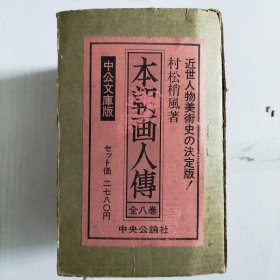 近世人物美術史の決定版!
村松梢風著
本朝画人傳
全八巻
中公文庫版
セット価 二七八〇円
中央公論社